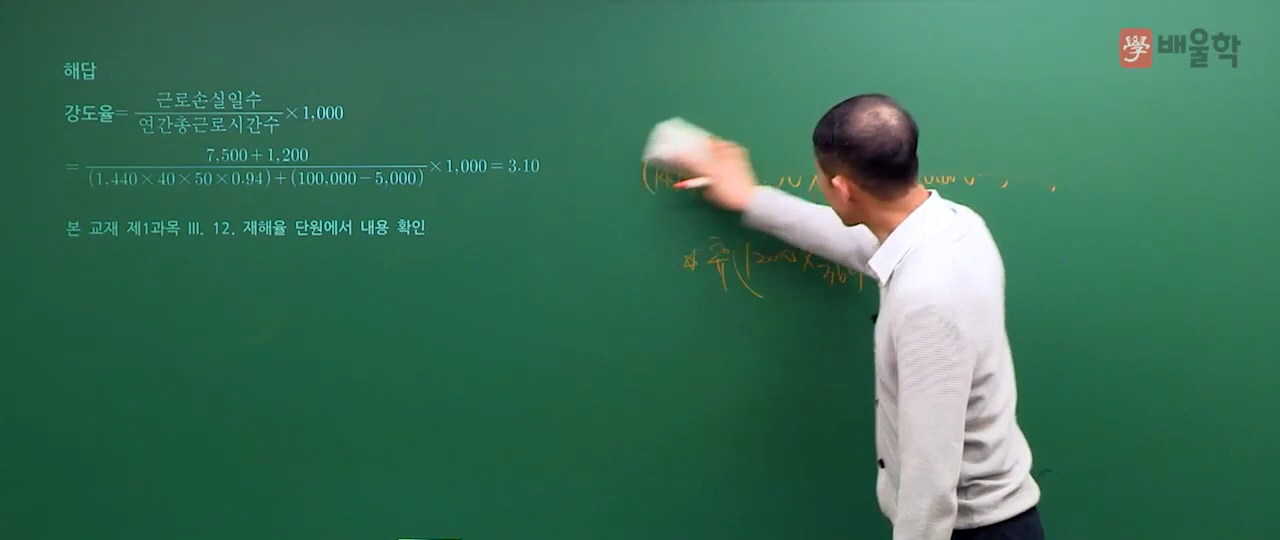 學 배울학
해답
강도율= 근로손실일수 / 연간총근로시간수 ×1,000
= 7,500+1,200 / (1,440×40×50×0.94)+(100,000−5,000) ×1,000=3.10
본 교재 제1과목 Ⅲ. 12. 재해율 단원에서 내용 확인